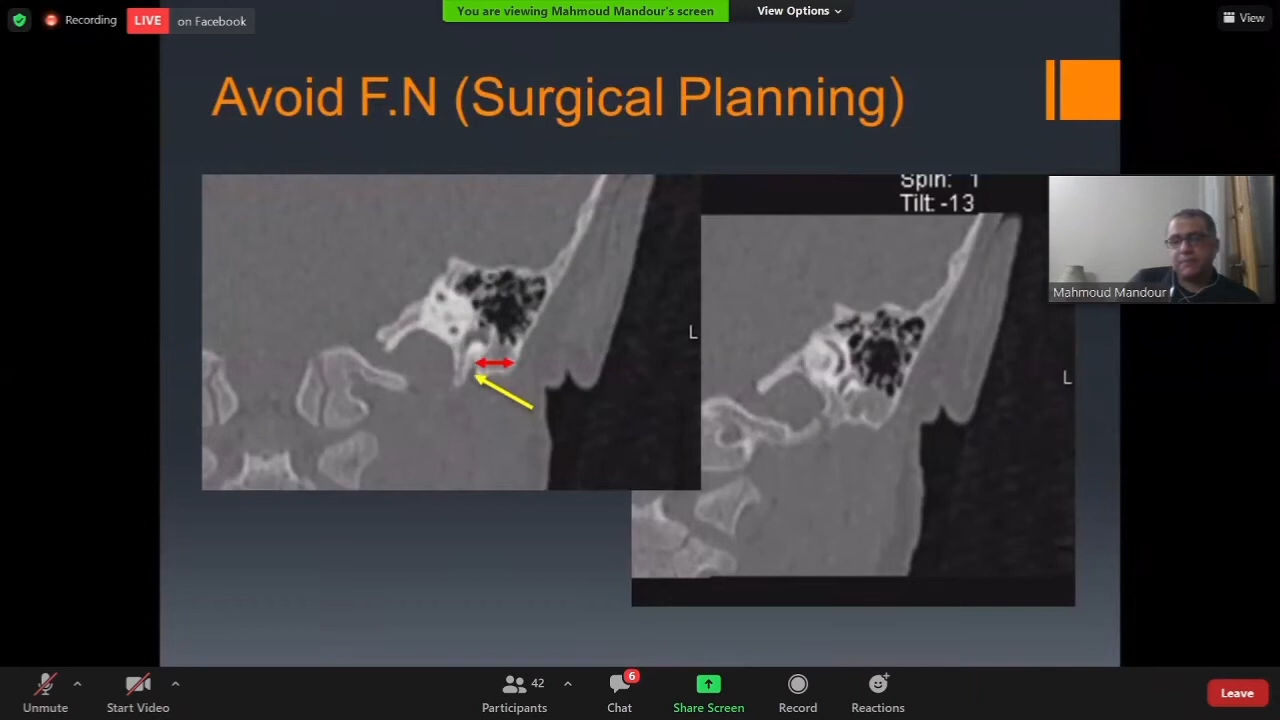 Recording
LIVE on Facebook
You are viewing Mahmoud Mandour's screen
View Options
View
Avoid F.N (Surgical Planning)
Spin: 1
Tilt: -13
L
L
Mahmoud Mandour
Unmute
Start Video
42
Participants
6
Chat
Share Screen
Record
Reactions
Leave